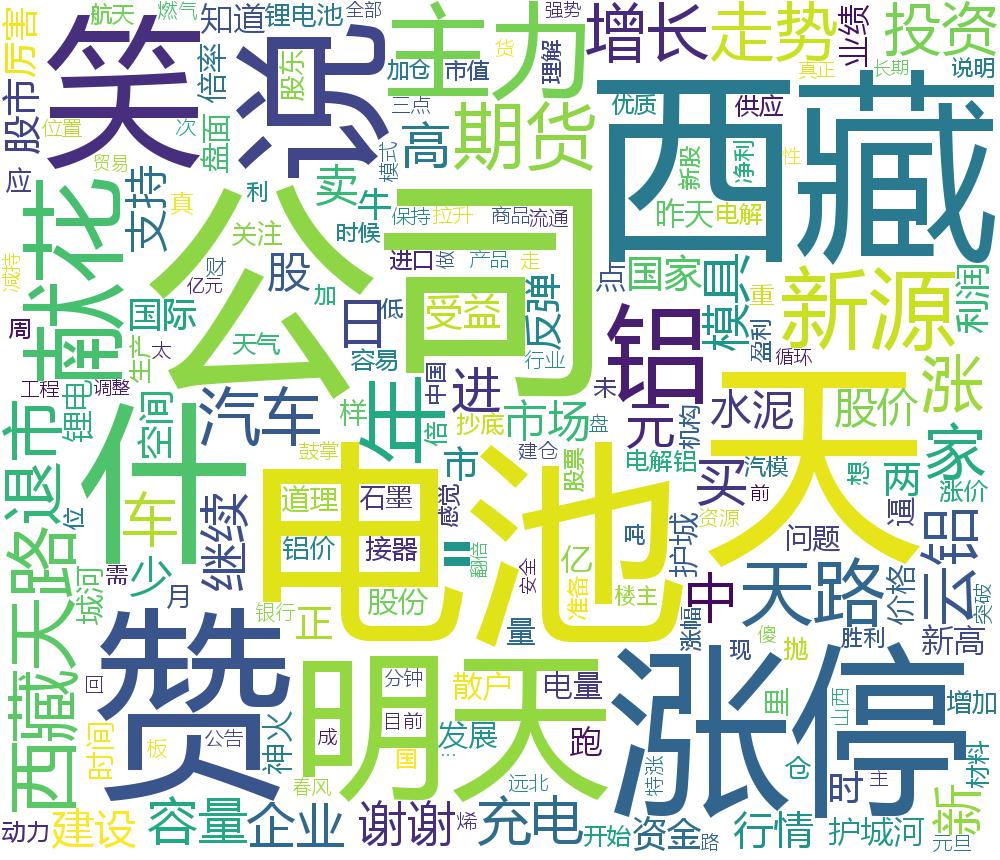 航天
燃气
知道
锂电池
全部
强势
货
增长
走势
业绩
投资
厉害
笑
况
股东
倍率
主力
理解
真正
长期
说明
加仓
市值
股市
位置
次
盘面
三点
高
期货
优质
供应
西藏
贸易
模式
应
献花
支持
真
利
卖
牛
新股
净利
性
昨天
电解
关注
时候
保持
拉升
商品
流通
减持
公司
财
股
进口
做
产品
走
点
国家
模具
重
新源
利润
亿元
加
日
低
受益
反弹
铝
国际
周
天气
容易
行业
盈利
生产
太
循环
工程
调整
中国
未
锂电
空间
汽车
年
样
倍
进
抄底
市场
盘
元
机构
水泥
股价
涨
家
退市
什
鼓掌
建仓
股票
市
电解铝
买
汽模
想
两
涨价
天
前
车
道理
石墨
感觉
电池
位
继续
铝价
接器
翻倍
亿
吨
护城
资源
问题
逼
云铝
西藏天路
需
少
安全
准备
楼主
中
天路
价格
突破
城河
月
银行
正
股份
量
涨幅
现
傻
抛
胜利
新高
赞
明天
回
分钟
散户
电量
涨停
里
山西
增加
时间
板
公告
神火
目前
成
国
发展
跑
仓
材料
春风
远北
特涨
时
主
新
动力
建设
容量
企业
谢谢
烯
充电
开始
资金
路
行情
护城河
元旦